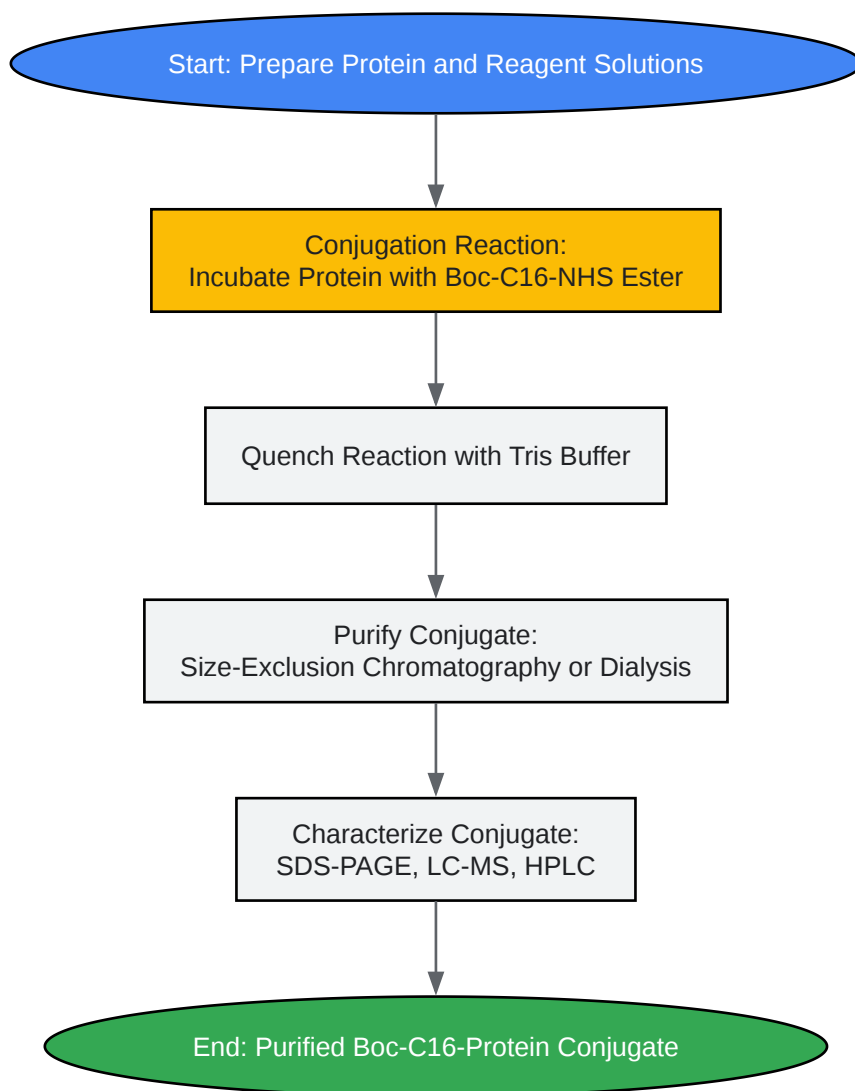 Start: Prepare Protein and Reagent Solutions
Conjugation Reaction:
Incubate Protein with Boc-C16-NHS Ester
Quench Reaction with Tris Buffer
Purify Conjugate:
Size-Exclusion Chromatography or Dialysis
Characterize Conjugate:
SDS-PAGE, LC-MS, HPLC
End: Purified Boc-C16-Protein Conjugate